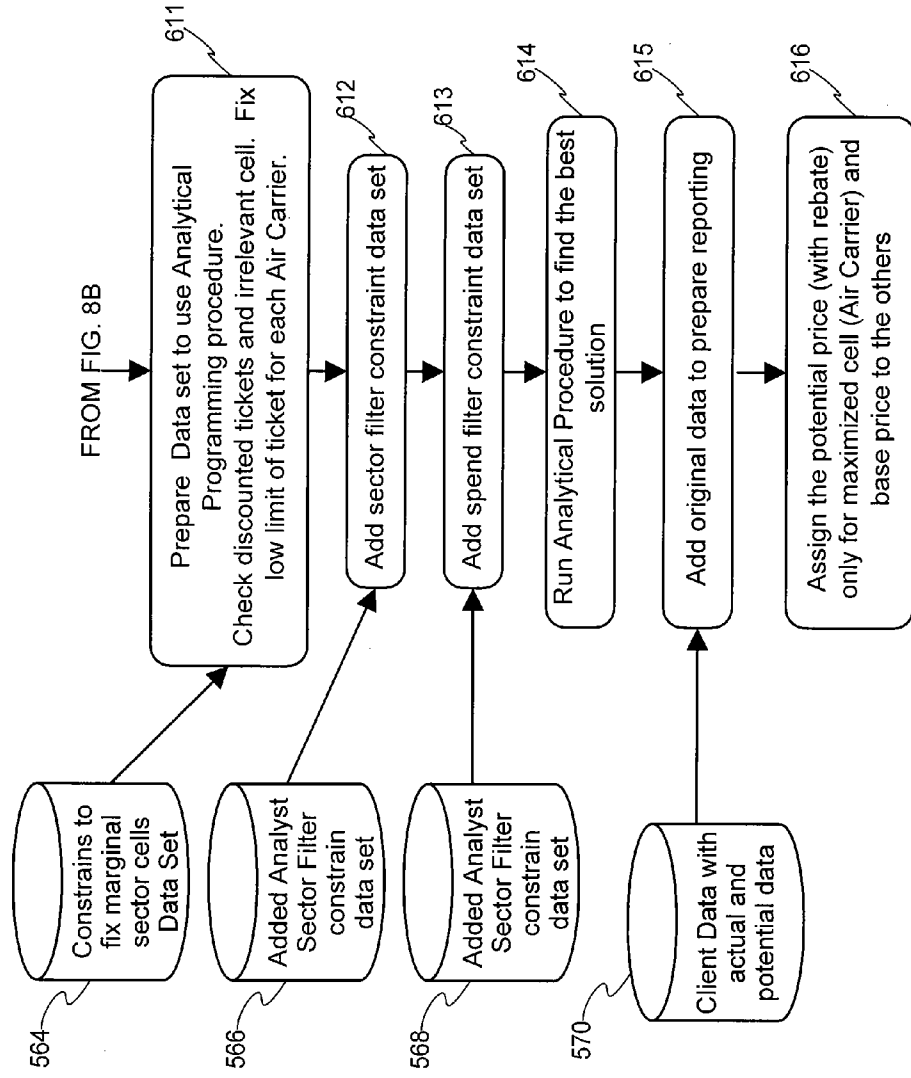 FROM FIG. 8B
611
Prepare Data set to use Analytical
Programming procedure.
Check discounted tickets and irrelevant cell. Fix
low limit of ticket for each Air Carrier.
564
Constrains to
fix marginal
sector cells
Data Set
612
Add sector filter constraint data set
566
Added Analyst
Sector Filter
constrain
data set
613
Add spend filter constraint data set
568
Added Analyst
Sector Filter
constrain
data set
614
Run Analytical Procedure to find the best
solution
615
Add original data to prepare reporting
570
Client Data with
actual and
potential data
616
Assign the potential price (with rebate)
only for maximized cell (Air Carrier) and
base price to the others